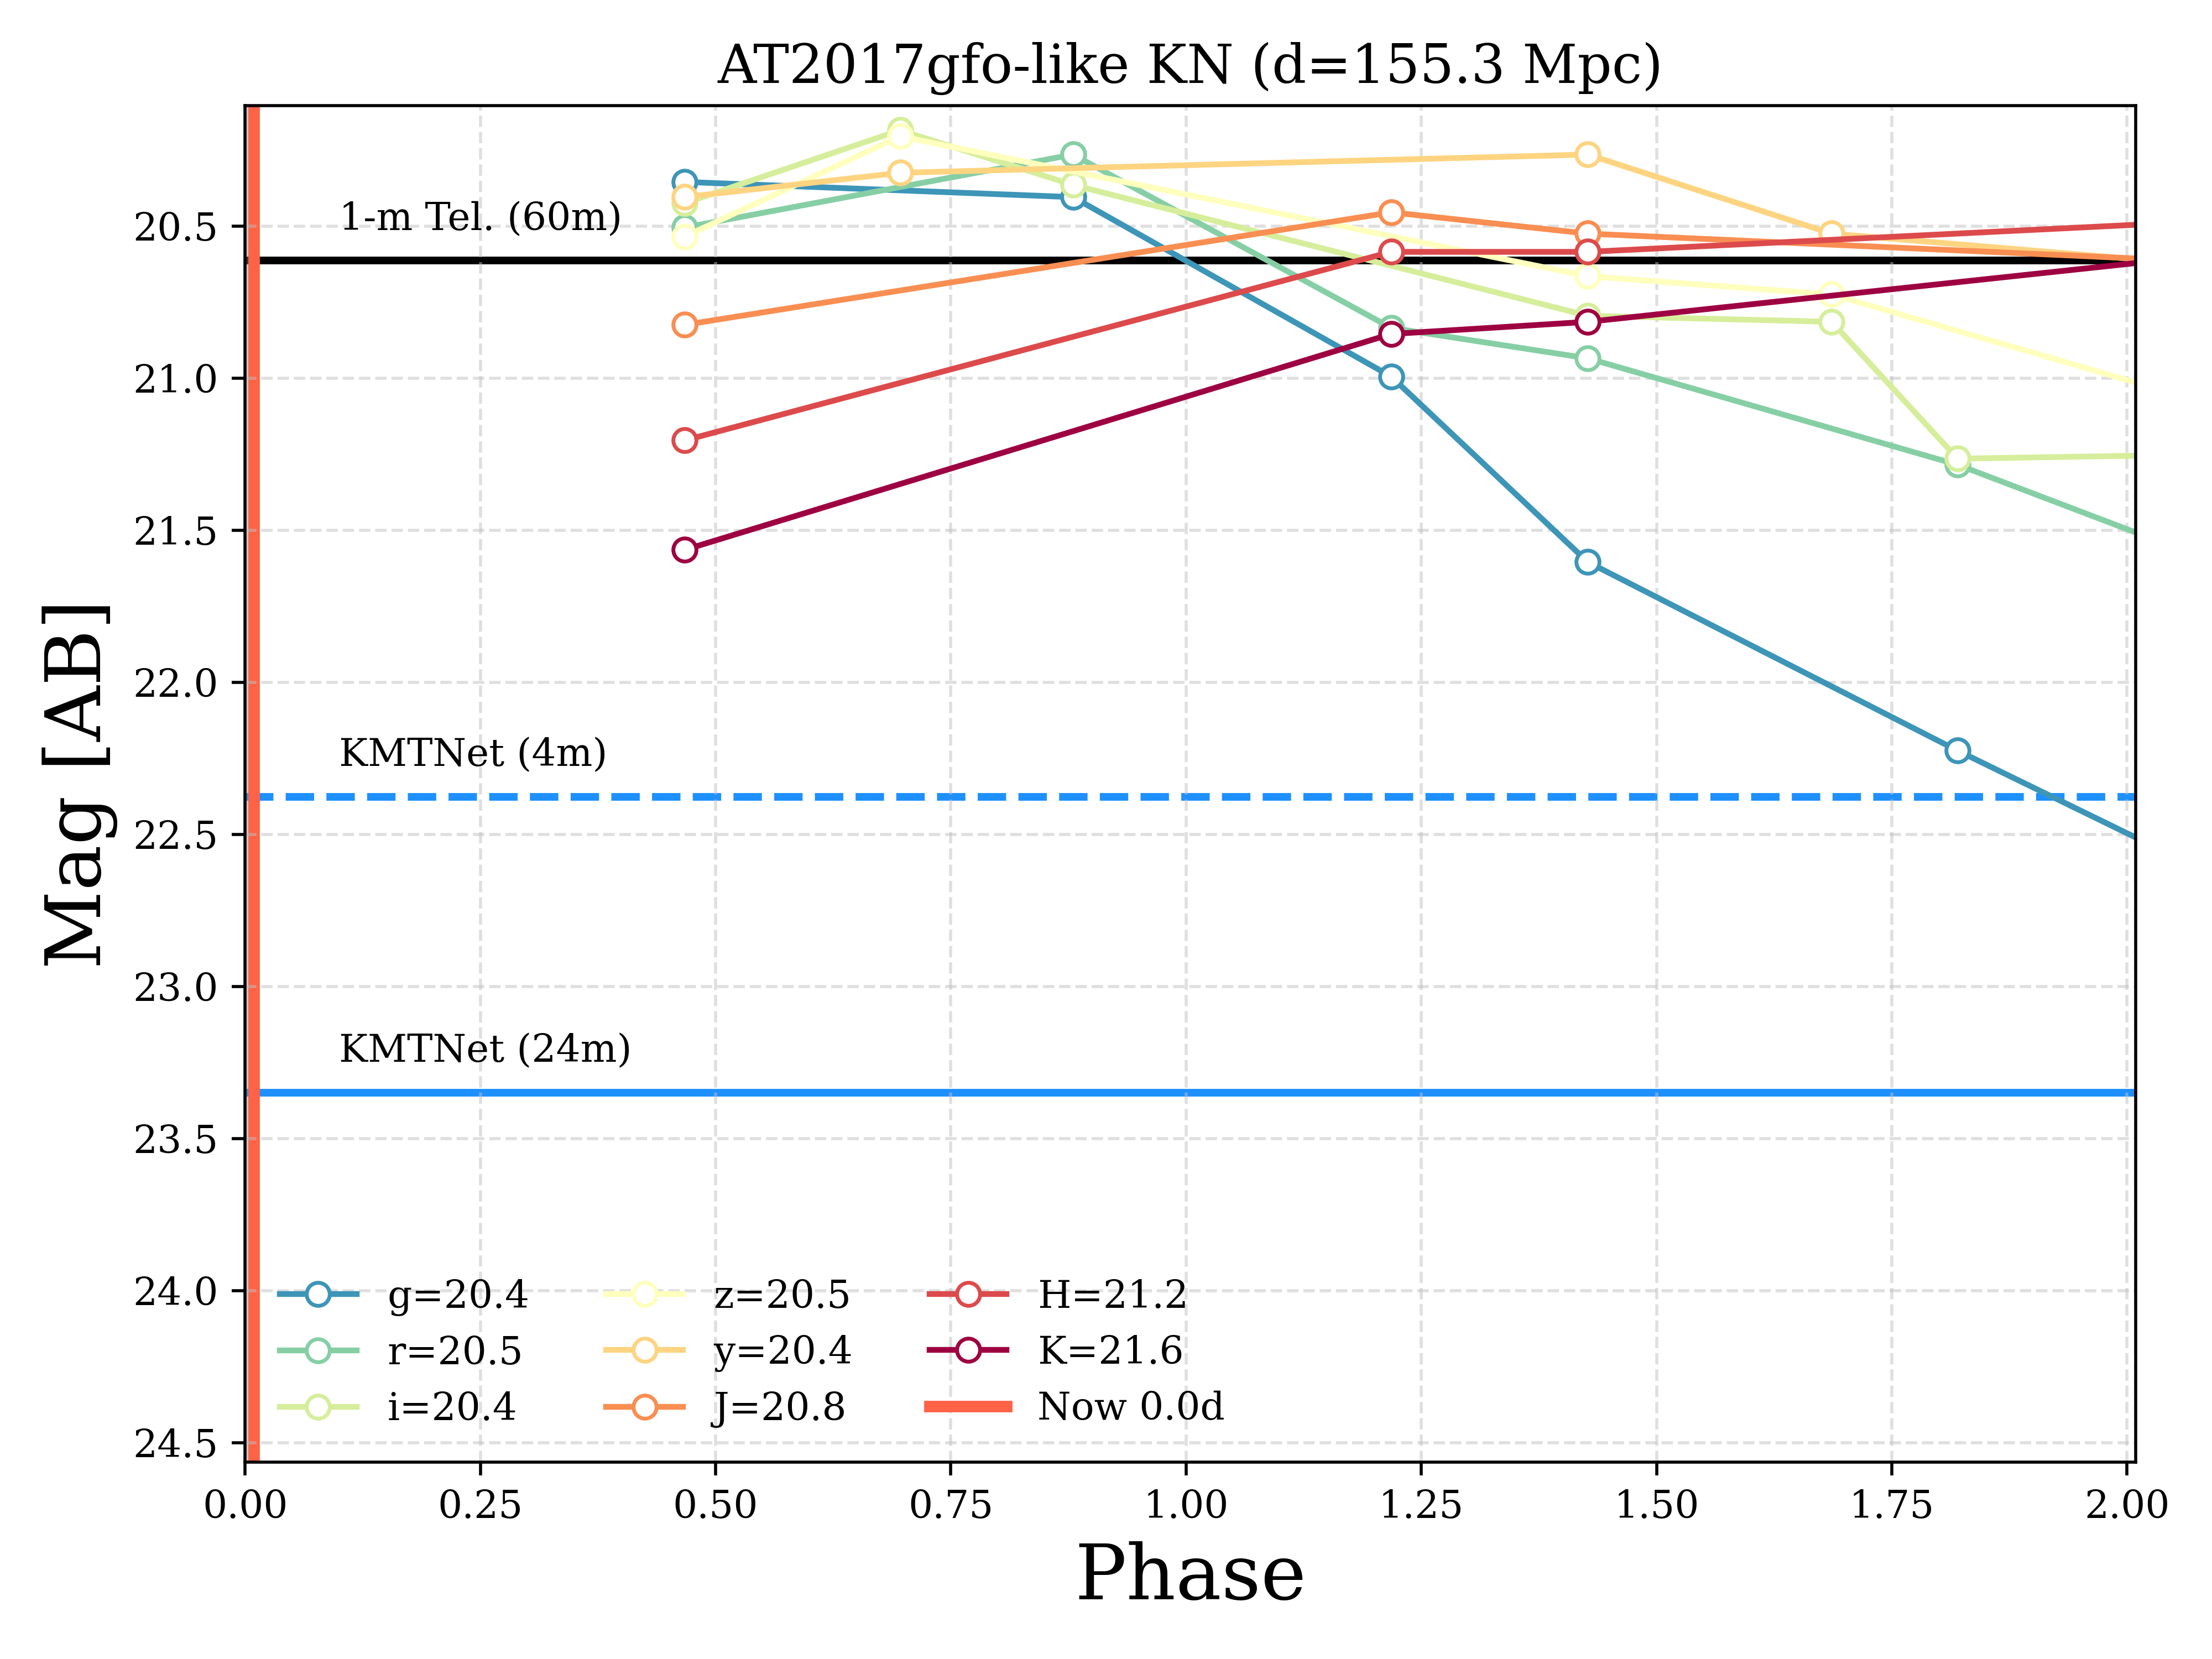 AT2017gfo-like KN (d=155.3 Mpc)
Mag [AB]
20.5
21.0
21.5
22.0
22.5
23.0
23.5
24.0
24.5
1-m Tel. (60m)
KMTNet (4m)
KMTNet (24m)
g=20.4
r=20.5
i=20.4
z=20.5
y=20.4
J=20.8
H=21.2
K=21.6
Now 0.0d
0.00 0.25 0.50 0.75 1.00 1.25 1.50 1.75 2.00
Phase